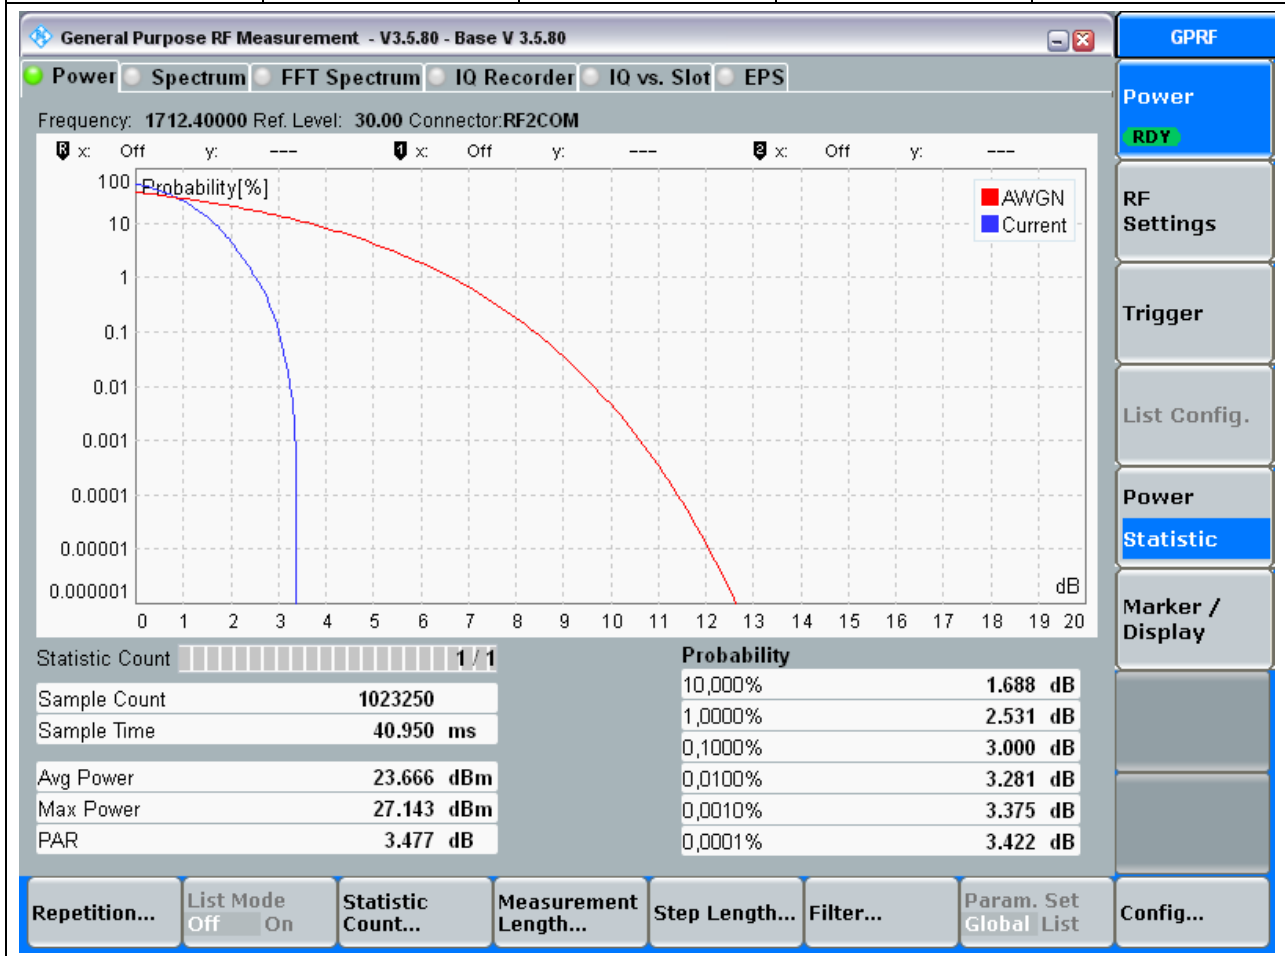 General Purpose RF Measurement - V3.5.80 - Base V 3.5.80
GPRF
Power Spectrum FFT Spectrum IQ Recorder IQ vs. Slot EPS
Frequency: 1712.40000 Ref. Level: 30.00 Connector:RF2COM
R x: Off y: --- 1 x: Off y: --- 2 x: Off y: ---
Probability[%]
AWGN
Current
100
10
1
0.1
0.01
0.001
0.0001
0.00001
0.000001
dB
0 1 2 3 4 5 6 7 8 9 10 11 12 13 14 15 16 17 18 19 20
Statistic Count 1 / 1
Sample Count 1023250
Sample Time 40.950 ms
Avg Power 23.666 dBm
Max Power 27.143 dBm
PAR 3.477 dB
Probability
10,000% 1.688 dB
1,0000% 2.531 dB
0,1000% 3.000 dB
0,0100% 3.281 dB
0,0010% 3.375 dB
0,0001% 3.422 dB
Power
RDY
RF
Settings
Trigger
List Config.
Power
Statistic
Marker /
Display
Repetition...
List Mode
Off On
Statistic
Count...
Measurement
Length...
Step Length...
Filter...
Param. Set
Global List
Config...